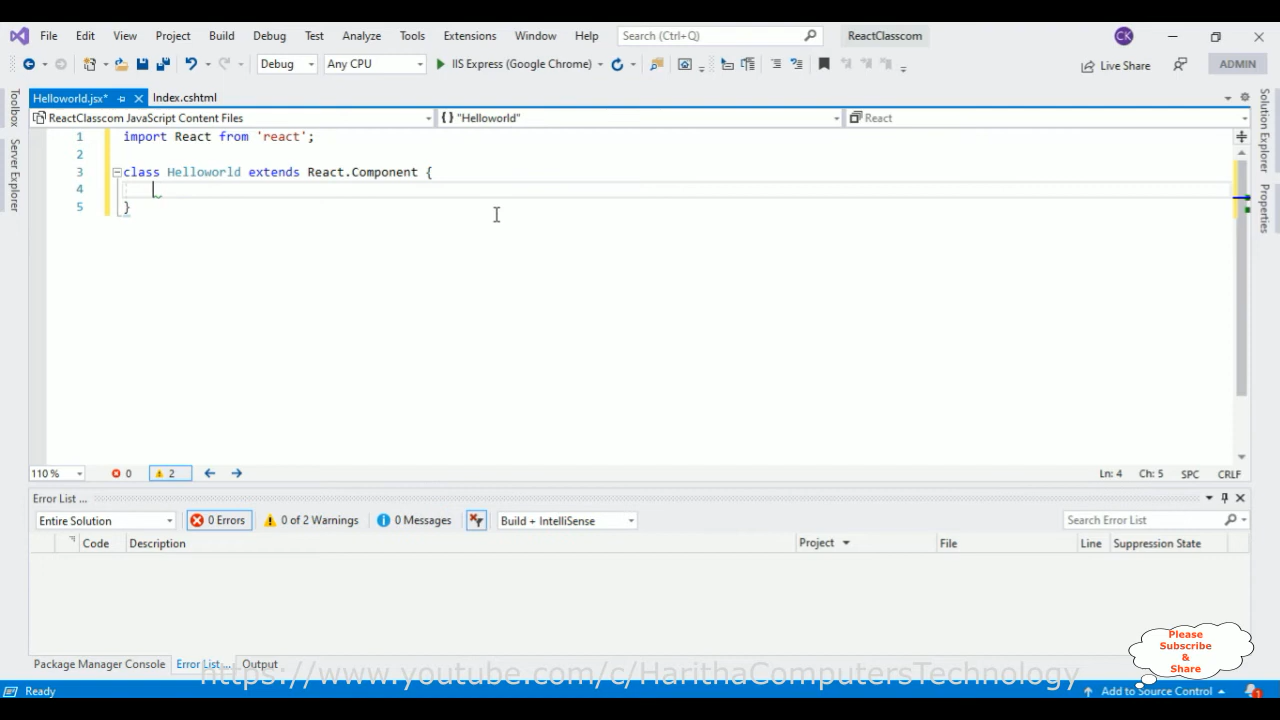 File Edit View Project Build Debug Test Analyze Tools Extensions Window Help Search (Ctrl+Q) ReactClasscom CK
Debug Any CPU IIS Express (Google Chrome) Live Share ADMIN
Helloworld.jsx* Index.cshtml
ReactClasscom JavaScript Content Files { } "Helloworld" React
1 import React from 'react';
2
3 class Helloworld extends React.Component {
4
5 }
Toolbox
Server Explorer
Solution Explorer
Properties
110 % 0 2 Ln: 4 Ch: 5 SPC CRLF
Error List ...
Entire Solution 0 Errors 0 of 2 Warnings 0 Messages Build + IntelliSense Search Error List
Code Description Project File Line Suppression State
Please
Subscribe
&
Share
Package Manager Console Error List ... Output
https://www.youtube.com/c/HarithaComputersTechnology
Ready Add to Source Control 1